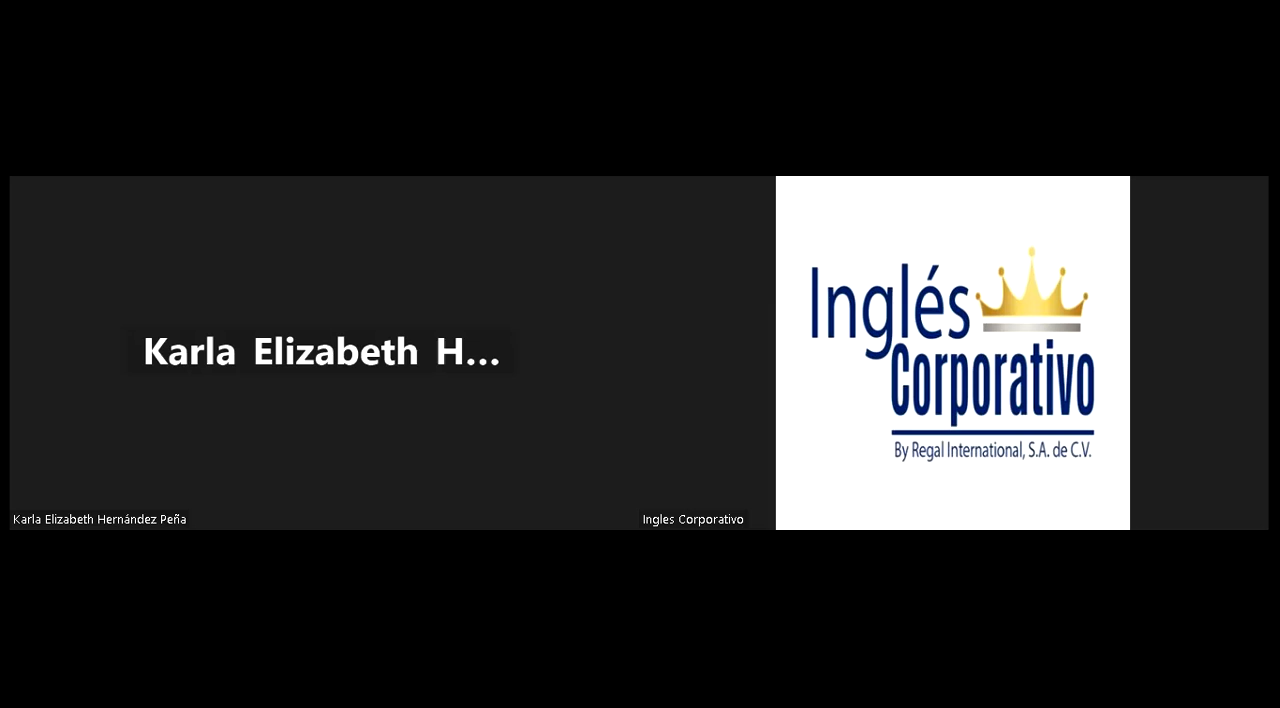 Karla Elizabeth H...
Karla Elizabeth Hernández Peña
Inglés
Corporativo
By Regal International, S.A. de C.V.
Ingles Corporativo